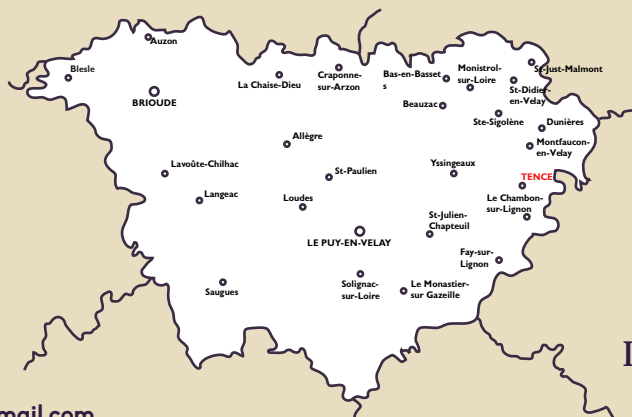 Auzon
Blesle
BRIOUDE
La Chaise-Dieu
Craponne-
sur-Arzon
Bas-en-Basset
s
Monistrol-
sur-Loire
St-Just-Malmont
St-Didier-
en-Velay
Beauzac
Ste-Sigolène
Dunières
Montfaucon-
en-Velay
Allègre
Lavoûte-Chilhac
St-Paulien
Yssingeaux
TENCE
Langeac
Loudes
Le Chambon-
sur-Lignon
St-Julien-
Chapteuil
LE PUY-EN-VELAY
Fay-sur-
Lignon
Saugues
Solignac-
sur-Loire
Le Monastier-
sur Gazeille
mail.com